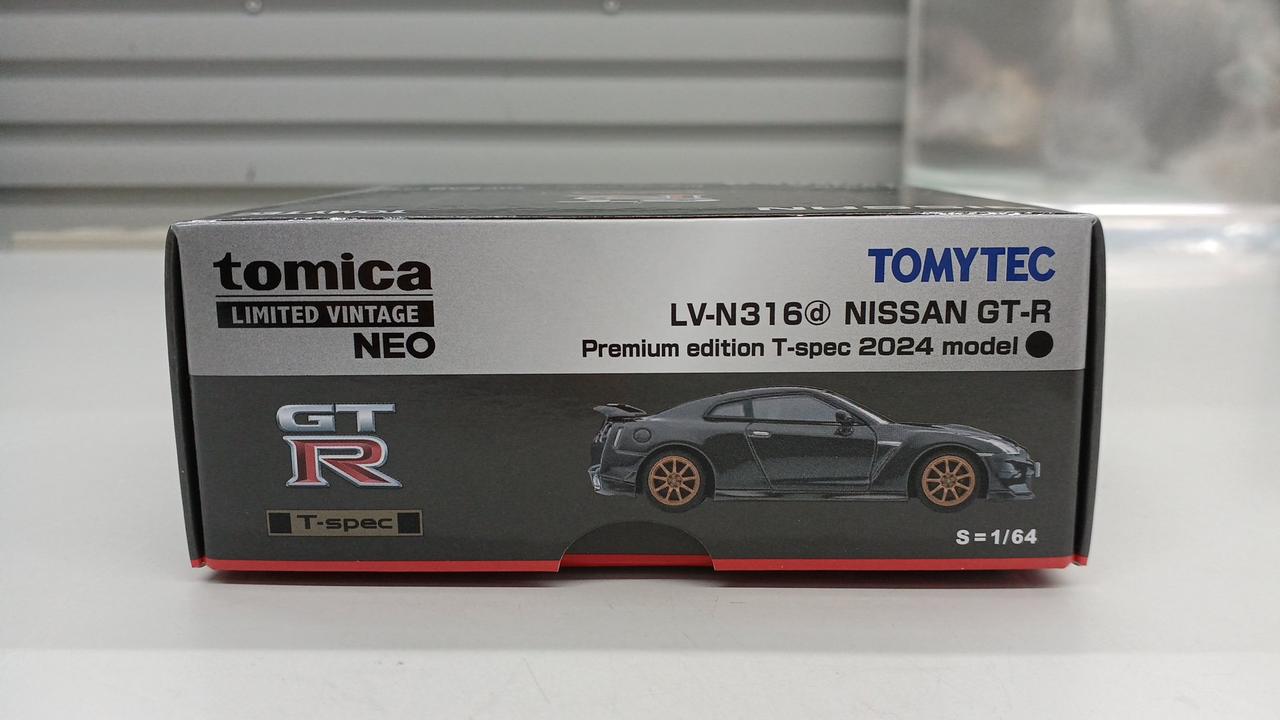 tomica
LIMITED VINTAGE
NEO
TOMYTEC
LV-N316ⓓ NISSAN GT-R
Premium edition T-spec 2024 model ●
GT
R
T-spec
S=1/64